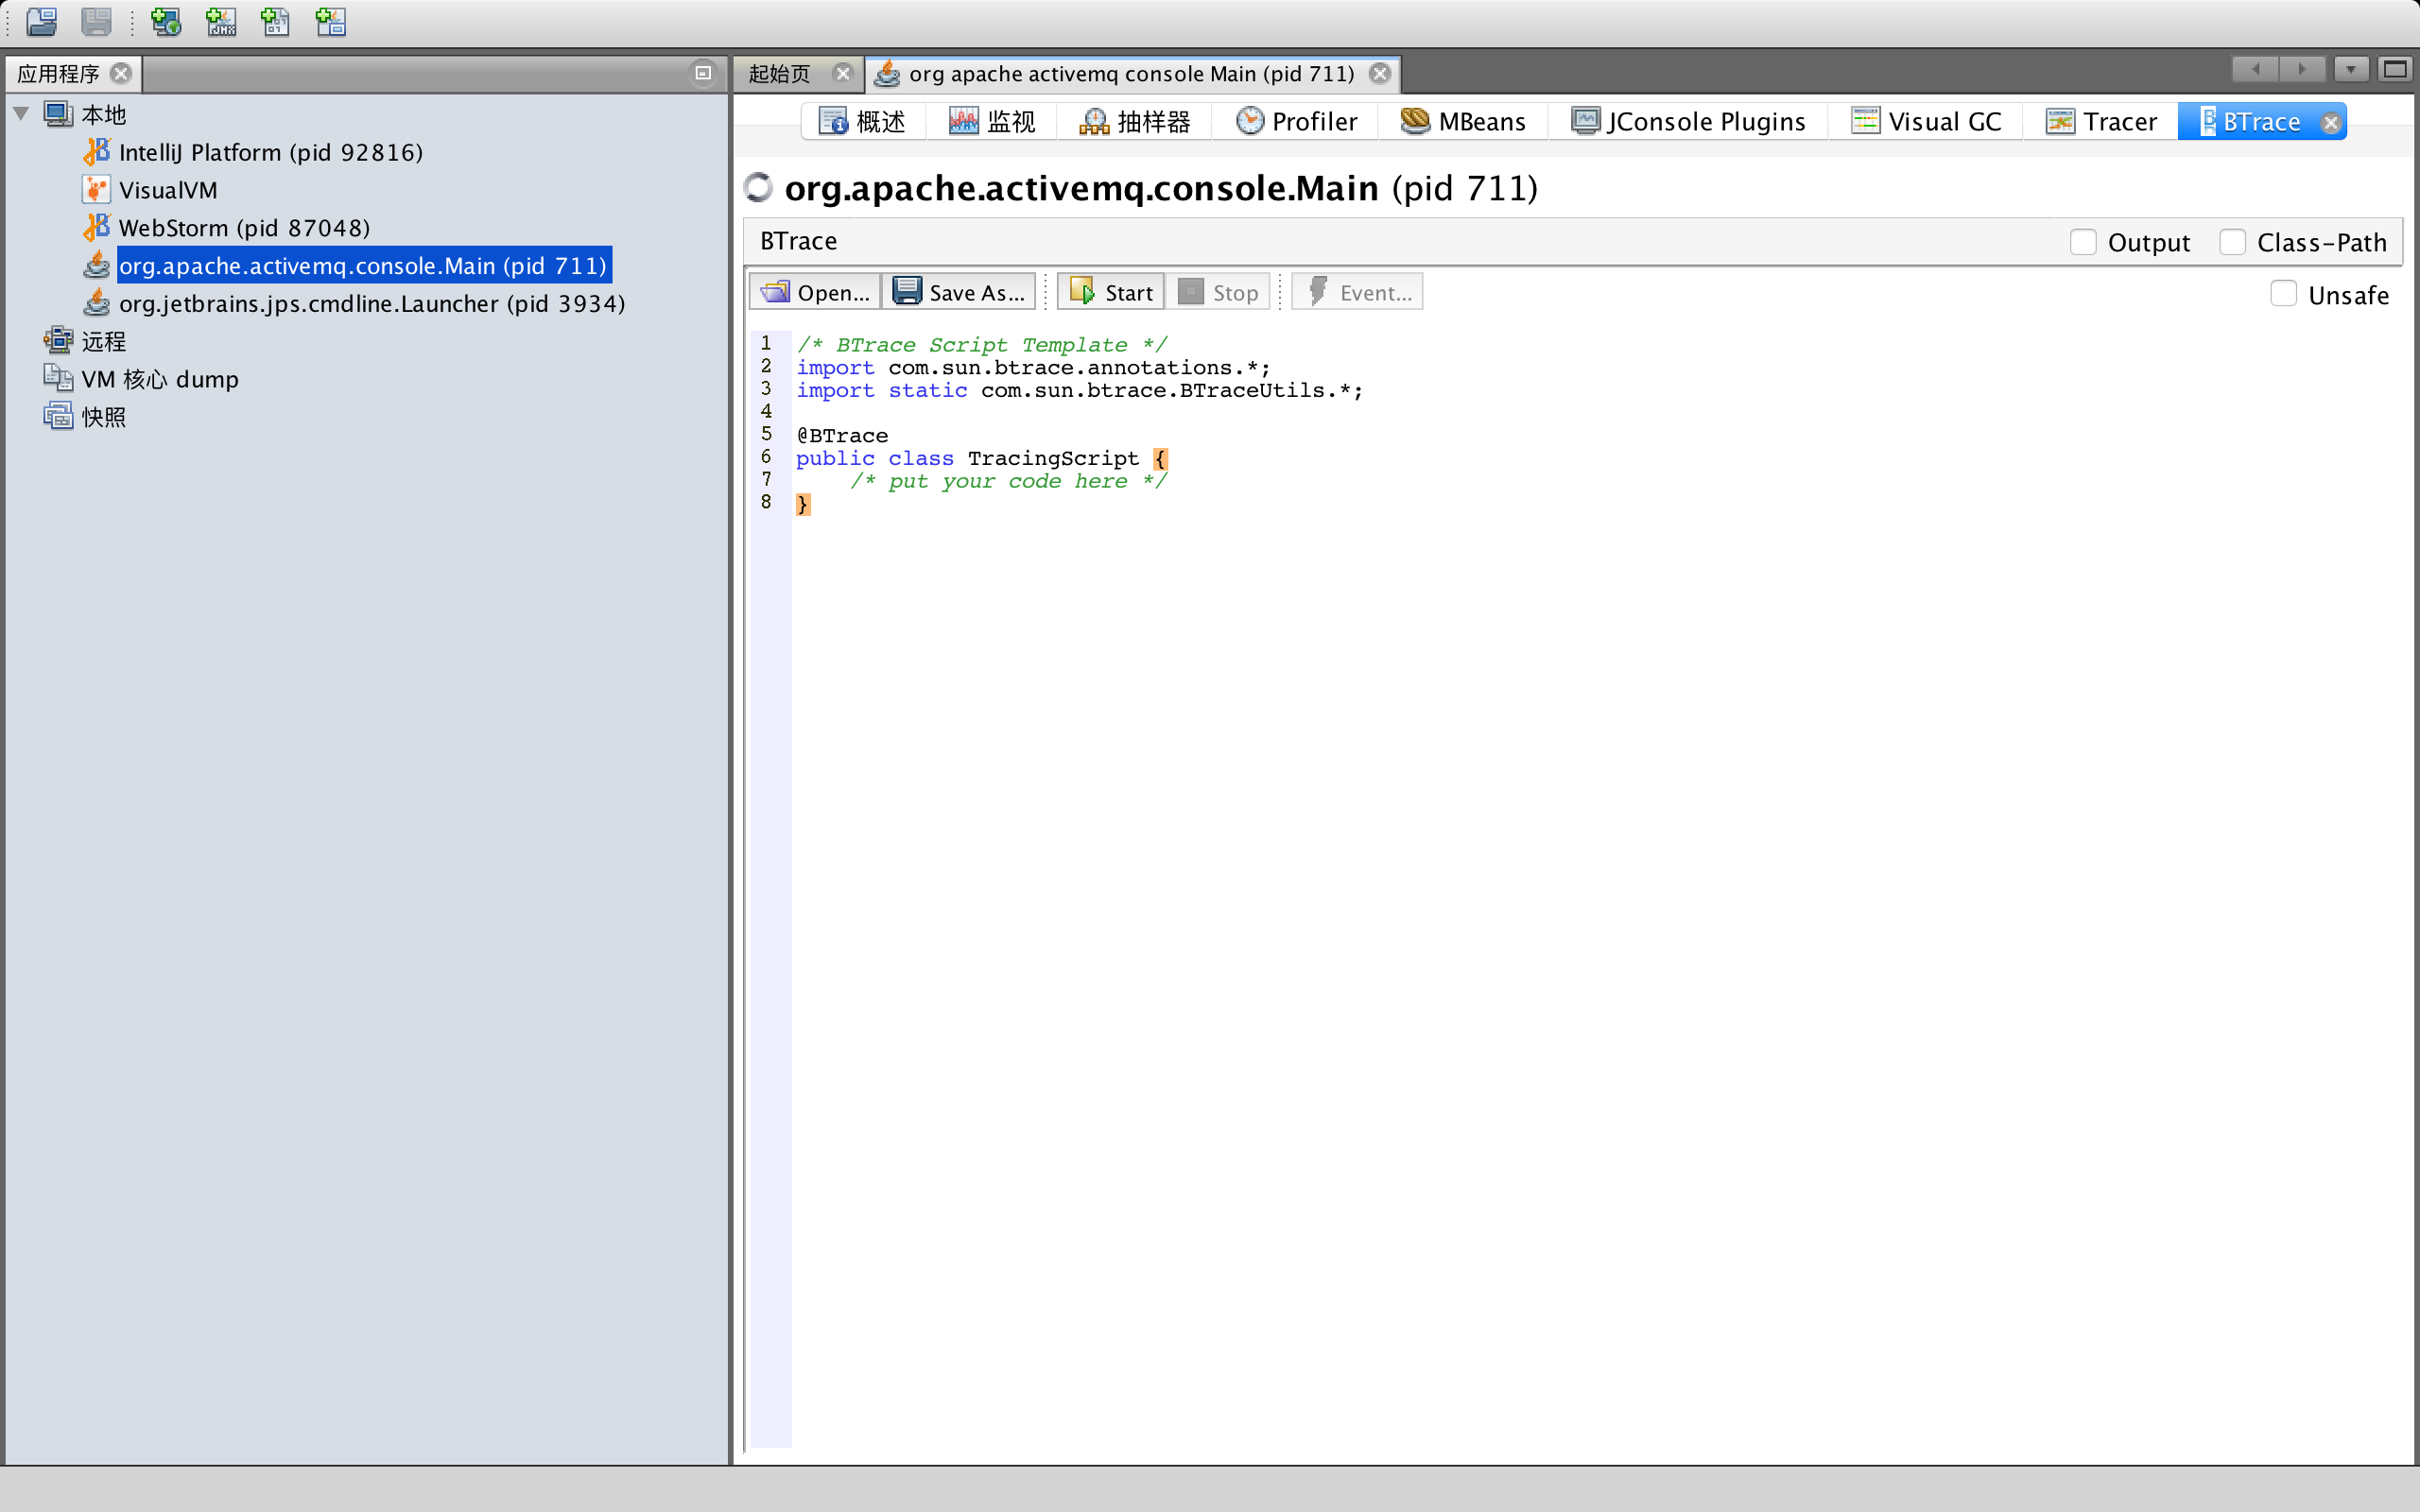 应用程序
本地
IntelliJ Platform (pid 92816)
VisualVM
WebStorm (pid 87048)
org.apache.activemq.console.Main (pid 711)
org.jetbrains.jps.cmdline.Launcher (pid 3934)
远程
VM 核心 dump
快照
起始页 org apache activemq console Main (pid 711)
概述 监视 抽样器 Profiler MBeans JConsole Plugins Visual GC Tracer BTrace
org.apache.activemq.console.Main (pid 711)
BTrace Output Class-Path
Open... Save As... Start Stop Event... Unsafe
1 /* BTrace Script Template */
2 import com.sun.btrace.annotations.*;
3 import static com.sun.btrace.BTraceUtils.*;
4
5 @BTrace
6 public class TracingScript {
7 /* put your code here */
8 }